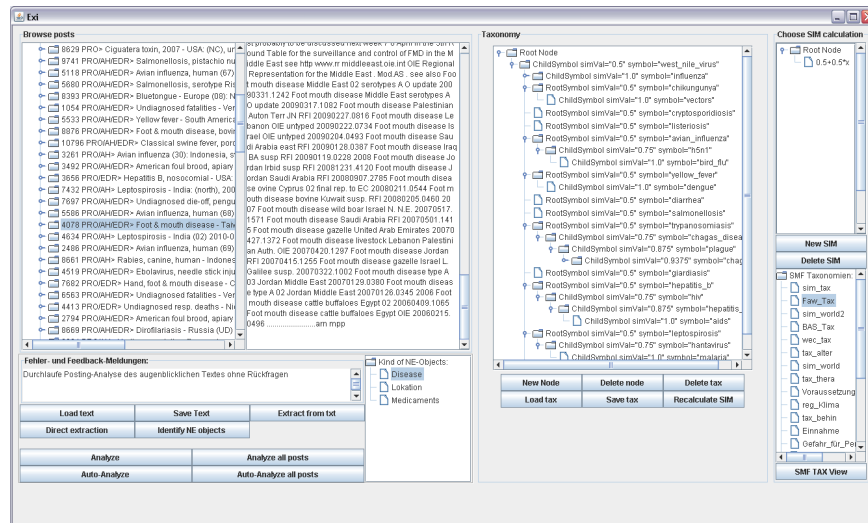 Exi
Browse posts
8629 PRO> Ciguatera toxin, 2007 - USA: (NC), ur
9741 PRO/AH/EDR> Salmonellosis, pistachio nu
5118 PRO/AH/EDR> Avian influenza, human (67)
5680 PRO/AH/EDR> Salmonellosis, serotype Ris
8393 PRO/AH/EDR> Bluetongue - Europe (08): N
1054 PRO/AH/EDR> Undiagnosed fatalities - Ver
5533 PRO/AH/EDR> Yellow fever - South America
8876 PRO/AH/EDR> Foot & mouth disease, bovin
10796 PRO/AH/EDR> Classical swine fever, porc
3261 PRO/AH> Avian influenza (30): Indonesia, s
3492 PRO/AH/EDR> American foul brood, apiary
3656 PRO/EDR> Hepatitis B, nosocomial - USA:
7432 PRO/AH> Leptospirosis - India: (north), 200
7697 PRO/AH/EDR> Undiagnosed die-off, pengu
5586 PRO/AH/EDR> Avian influenza, human (68)
4078 PRO/AH/EDR> Foot & mouth disease - Taiv
4634 PRO/AH> Leptospirosis - India (02) 2010-0
2486 PRO/AH/EDR> Avian influenza, human (69)
8661 PRO/AH> Rabies, canine, human - Indones
4519 PRO/AH/EDR> Ebolavirus, needle stick inju
7682 PRO/EDR> Hand, foot & mouth disease - C
6563 PRO/AH/EDR> Undiagnosed fatalities - Ver
4413 PRO/EDR> Undiagnosed resp. deaths - Ni
2794 PRO/AH/EDR> American foul brood, apiary
8669 PRO/AH/EDR> Dirofilariasis - Russia (UD)
ound Table for the surveillance and control of FMD in the M
iddle East see http www.rr middleeast.oie.int OIE Regional
Representation for the Middle East . Mod.AS . see also Foo
t mouth disease Middle East 02 serotypes A O update 200
90331.1242 Foot mouth disease Middle East serotypes A
O update 20090317.1082 Foot mouth disease Palestinian
Auton Terr JN RFI 20090227.0816 Foot mouth disease Le
banon OIE untyped 20090222.0734 Foot mouth disease Is
rael OIE untyped 20090204.0493 Foot mouth disease Sau
di Arabia east RFI 20090128.0387 Foot mouth disease Iraq
BA susp RFI 20090119.0228 2008 Foot mouth disease Jo
rdan Irbid susp RFI 20081231.4120 Foot mouth disease J
ordan Saudi Arabia RFI 20080907.2785 Foot mouth disea
se ovine Cyprus 02 final rep. to EC 20080211.0544 Foot m
outh disease bovine Kuwait susp. RFI 20080205.0460 20
07 Foot mouth disease wild boar Israel N. N.E. 20070517.
1571 Foot mouth disease Saudi Arabia RFI 20070501.141
5 Foot mouth disease gazelle United Arab Emirates 20070
427.1372 Foot mouth disease livestock Lebanon Palestini
an Auth. OIE 20070420.1297 Foot mouth disease Jordan
RFI 20070415.1255 Foot mouth disease gazelle Israel L.
Galilee susp. 20070322.1002 Foot mouth disease type A
03 Jordan Middle East 20070129.0380 Foot mouth diseas
e type A 02 Jordan Middle East 20070126.0345 2006 Foot
mouth disease cattle buffaloes Egypt 02 20060409.1065
Foot mouth disease cattle buffaloes Egypt OIE 20060215.
0496 ......................arn mpp
Fehler- und Feedback-Meldungen:
Durchlaufe Posting-Analyse des augenblicklichen Textes ohne Rückfragen
Load text
Save Text
Extract from txt
Direct extraction
Identify NE objects
Analyze
Analyze all posts
Auto-Analyze
Auto-Analyze all posts
Kind of NE-Objects:
Disease
Lokation
Medicaments
Taxonomy
Root Node
ChildSymbol simVal="0.5" symbol="west_nile_virus"
ChildSymbol simVal="1.0" symbol="influenza"
RootSymbol simVal="0.5" symbol="chikungunya"
ChildSymbol simVal="1.0" symbol="vectors"
RootSymbol simVal="0.5" symbol="cryptosporidiosis"
RootSymbol simVal="0.5" symbol="listeriosis"
RootSymbol simVal="0.5" symbol="avian_influenza"
ChildSymbol simVal="0.75" symbol="h5n1"
ChildSymbol simVal="1.0" symbol="bird_flu"
RootSymbol simVal="0.5" symbol="yellow_fever"
ChildSymbol simVal="1.0" symbol="dengue"
RootSymbol simVal="0.5" symbol="diarrhea"
RootSymbol simVal="0.5" symbol="salmonellosis"
RootSymbol simVal="0.5" symbol="trypanosomiasis"
ChildSymbol simVal="0.75" symbol="chagas_disea
ChildSymbol simVal="0.875" symbol="plague"
ChildSymbol simVal="0.9375" symbol="chag
RootSymbol simVal="0.5" symbol="giardiasis"
RootSymbol simVal="0.5" symbol="hepatitis_b"
ChildSymbol simVal="0.75" symbol="hiv"
ChildSymbol simVal="0.875" symbol="hepatitis_
ChildSymbol simVal="1.0" symbol="aids"
RootSymbol simVal="0.5" symbol="leptospirosis"
ChildSymbol simVal="0.75" symbol="hantavirus"
ChildSymbol simVal="1.0" symbol="malaria"
New Node
Delete node
Delete tax
Load tax
Save tax
Recalculate SIM
Choose SIM calculation
Root Node
0.5+0.5*x
New SIM
Delete SIM
SMF Taxonomien:
sim_tax
Faw_Tax
sim_world2
BAS_Tax
wec_tax
tax_alter
sim_world
tax_thera
Voraussetzung
reg_Klima
tax_behin
Einnahme
Gefahr_für_Per
SMF TAX View